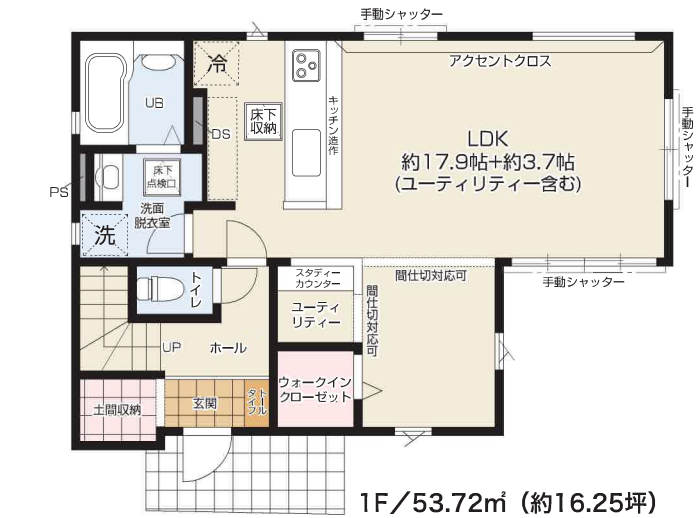 手動シャッター
冷
アクセントクロス
UB
床下
収納
キッチン造作
DS
手動シャッター
LDK
約17.9帖+約3.7帖
(ユーティリティー含む)
床下
点検口
PS
洗面
脱衣室
洗
スタディー
カウンター
間仕切対応可
手動シャッター
トイレ
ユーティ
リティー
間仕切対応可
UP
ホール
ウォークイン
クローゼット
土間収納
玄関
トール
タイプ
1F／53.72㎡（約16.25坪）